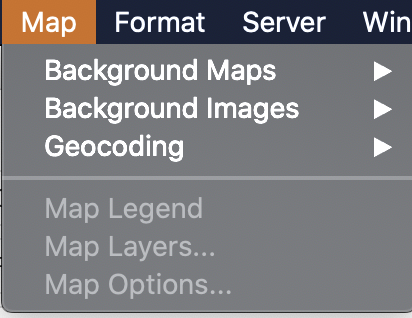 Map Format Server Win
Background Maps ▶
Background Images ▶
Geocoding ▶
Map Legend
Map Layers...
Map Options...